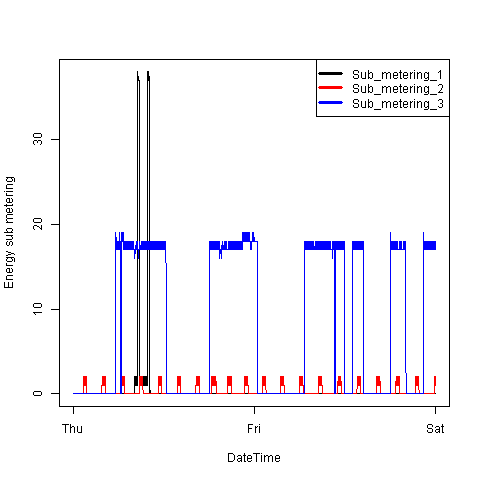 Sub_metering_1
Sub_metering_2
Sub_metering_3
Energy sub metering
30
20
10
0
Thu Fri Sat
DateTime